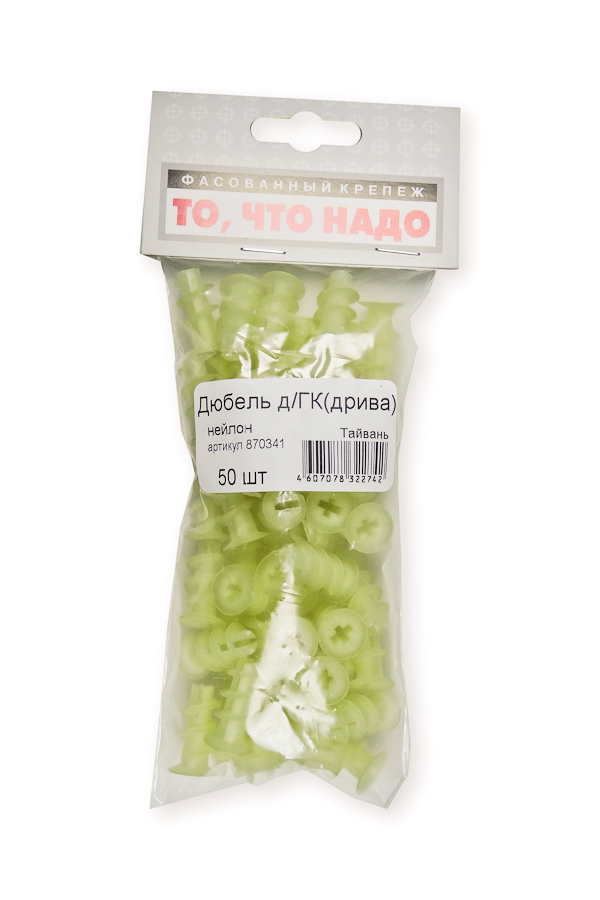 ФАСОВАННЫЙ КРЕПЕЖ
ТО, ЧТО НАДО
Дюбель д/ГК(дрива)
нейлон
Тайвань
артикул 870341
50 шт
4 607078 322742